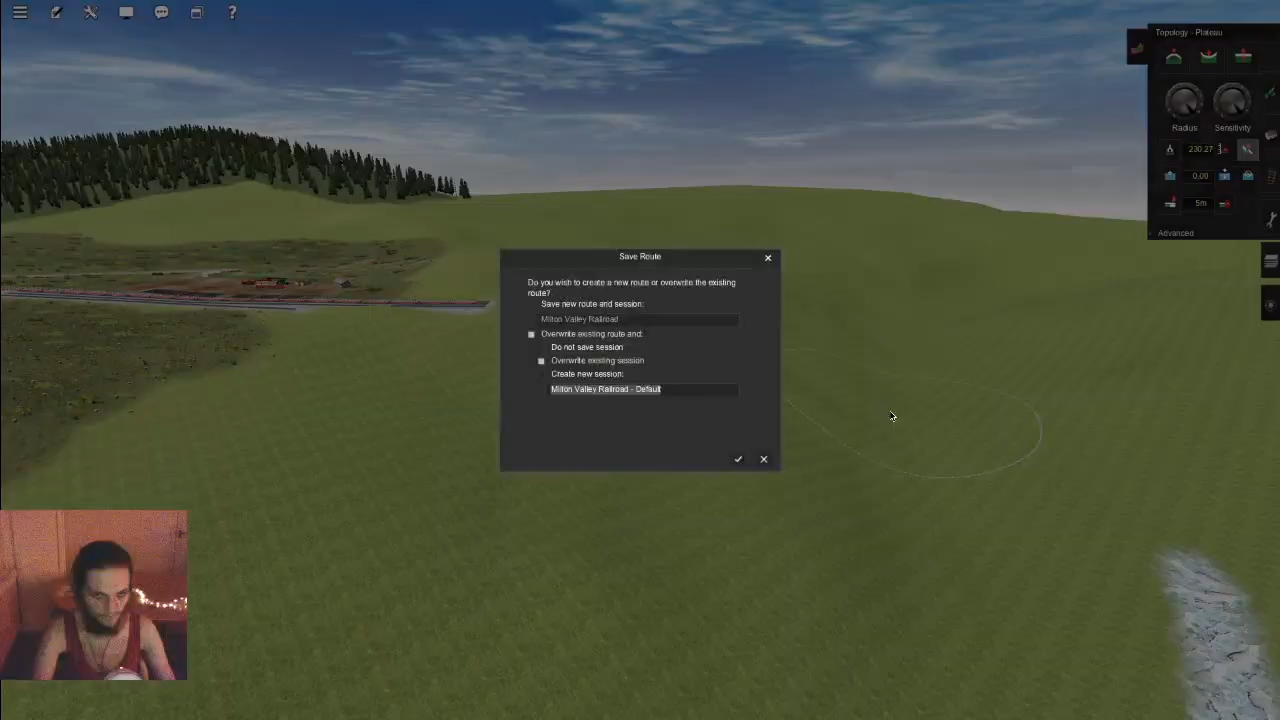 Topology - Plateau
Radius
Sensitivity
230.27
0.00
5m
Advanced
Save Route
Do you wish to create a new route or overwrite the existing
route?
Save new route and session:
Milton Valley Railroad
Overwrite existing route and:
Do not save session
Overwrite existing session
Create new session:
Milton Valley Railroad - Default